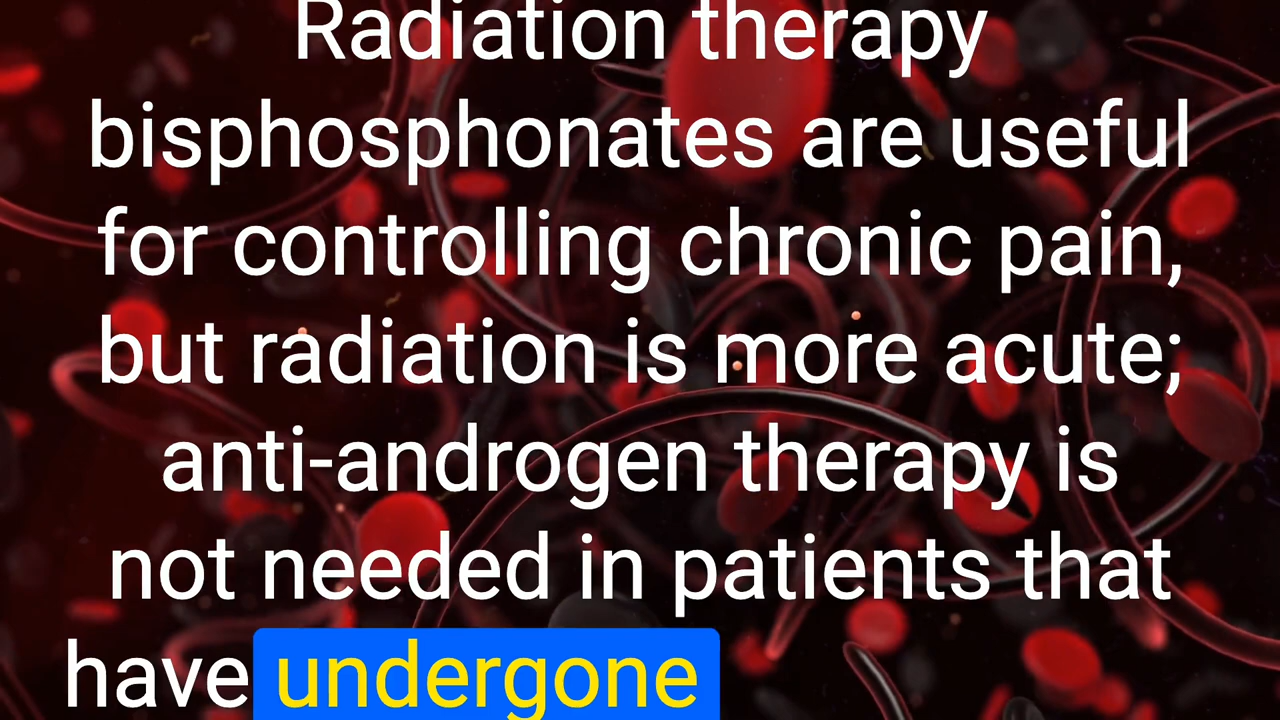 Radiation therapy
bisphosphonates are useful
for controlling chronic pain,
but radiation is more acute;
anti-androgen therapy is
not needed in patients that
have undergone